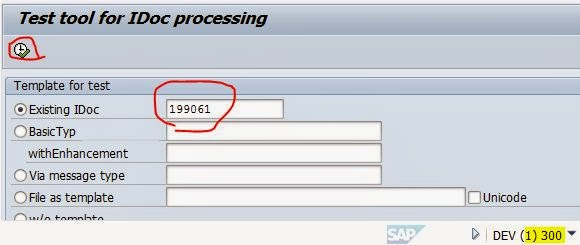 Test tool for IDoc processing
Template for test
Existing IDoc 199061
BasicTyp
withEnhancement
Via message type
File as template Unicode
w/o template
SAP DEV (1) 300